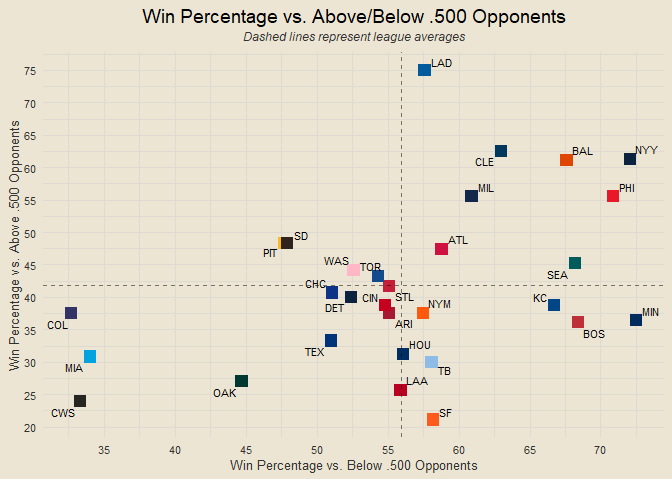 Win Percentage vs. Above/Below .500 Opponents
Dashed lines represent league averages
Win Percentage vs. Above .500 Opponents
75
70
65
60
55
50
45
40
35
30
25
20
LAD
CLE
BAL
NYY
MIL
PHI
PIT
SD
ATL
WAS
TOR
SEA
CHC
DET
CIN
STL
ARI
NYM
KC
BOS
MIN
COL
TEX
HOU
MIA
TB
OAK
LAA
CWS
SF
35
40
45
50
55
60
65
70
Win Percentage vs. Below .500 Opponents